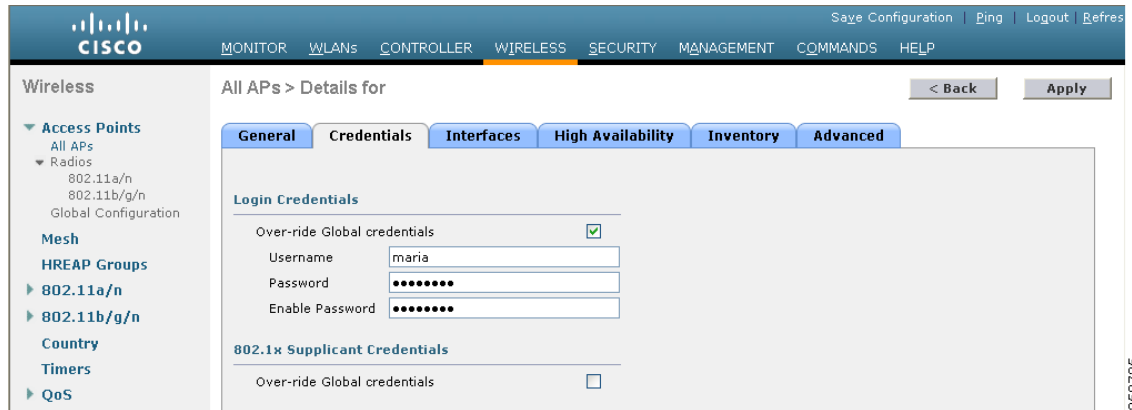 Save Configuration | Ping | Logout | Refres
CISCO
MONITOR WLANs CONTROLLER WIRELESS SECURITY MANAGEMENT COMMANDS HELP
Wireless
All APs > Details for
< Back
Apply
Access Points
All APs
Radios
802.11a/n
802.11b/g/n
Global Configuration
Mesh
HREAP Groups
802.11a/n
802.11b/g/n
Country
Timers
QoS
General Credentials Interfaces High Availability Inventory Advanced
Login Credentials
Over-ride Global credentials
Username maria
Password ••••••••
Enable Password ••••••••
802.1x Supplicant Credentials
Over-ride Global credentials